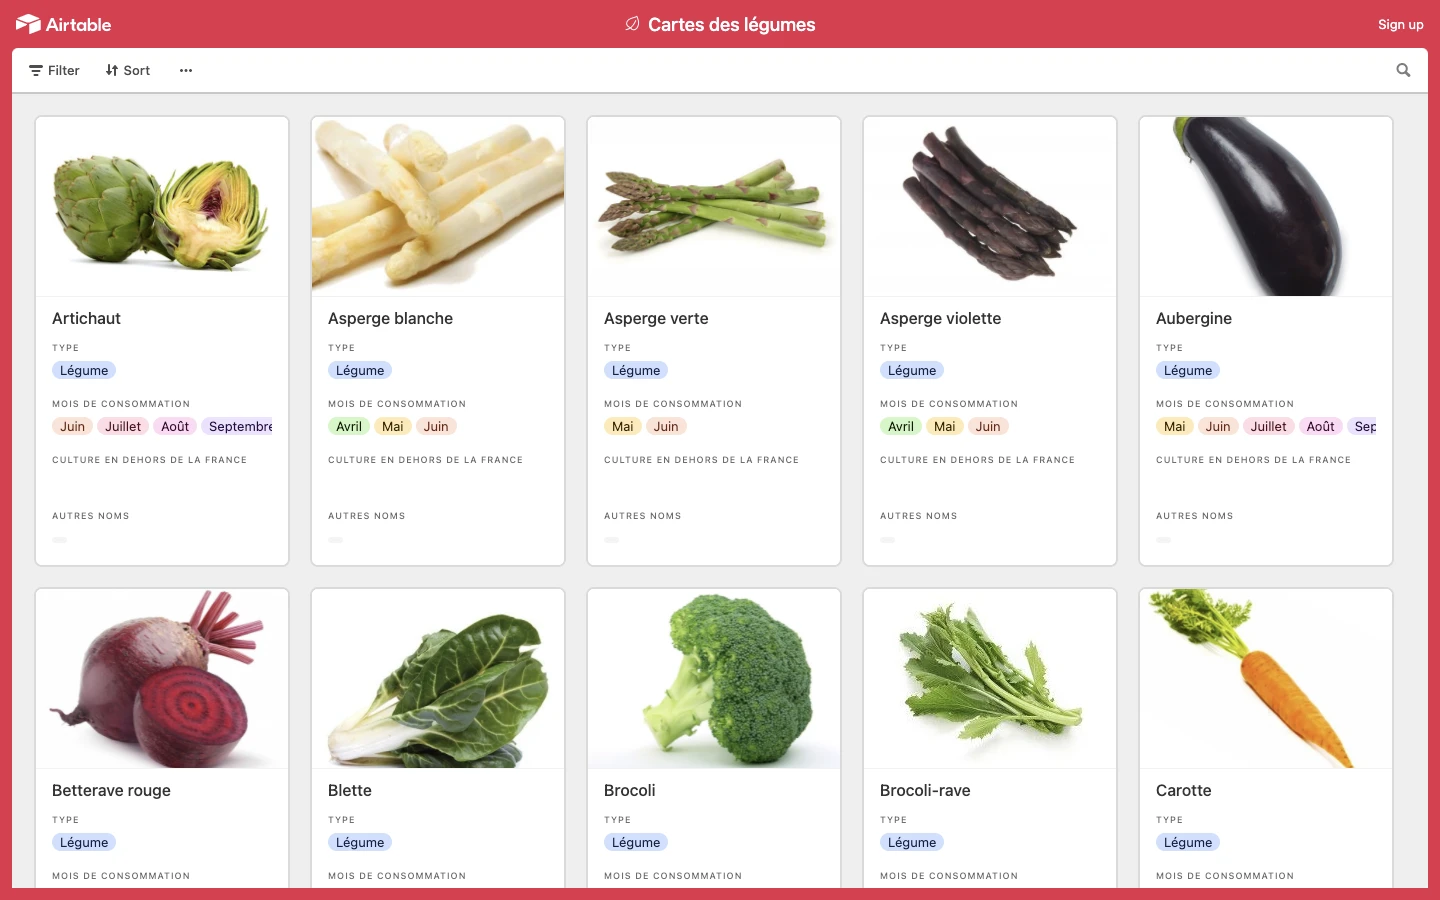 Airtable
Cartes des légumes
Sign up
Filter
Sort
Artichaut
TYPE
Légume
MOIS DE CONSOMMATION
Juin Juillet Août Septembre
CULTURE EN DEHORS DE LA FRANCE
AUTRES NOMS
Asperge blanche
TYPE
Légume
MOIS DE CONSOMMATION
Avril Mai Juin
CULTURE EN DEHORS DE LA FRANCE
AUTRES NOMS
Asperge verte
TYPE
Légume
MOIS DE CONSOMMATION
Mai Juin
CULTURE EN DEHORS DE LA FRANCE
AUTRES NOMS
Asperge violette
TYPE
Légume
MOIS DE CONSOMMATION
Avril Mai Juin
CULTURE EN DEHORS DE LA FRANCE
AUTRES NOMS
Aubergine
TYPE
Légume
MOIS DE CONSOMMATION
Mai Juin Juillet Août Sep
CULTURE EN DEHORS DE LA FRANCE
AUTRES NOMS
Betterave rouge
TYPE
Légume
MOIS DE CONSOMMATION
Blette
TYPE
Légume
MOIS DE CONSOMMATION
Brocoli
TYPE
Légume
MOIS DE CONSOMMATION
Brocoli-rave
TYPE
Légume
MOIS DE CONSOMMATION
Carotte
TYPE
Légume
MOIS DE CONSOMMATION